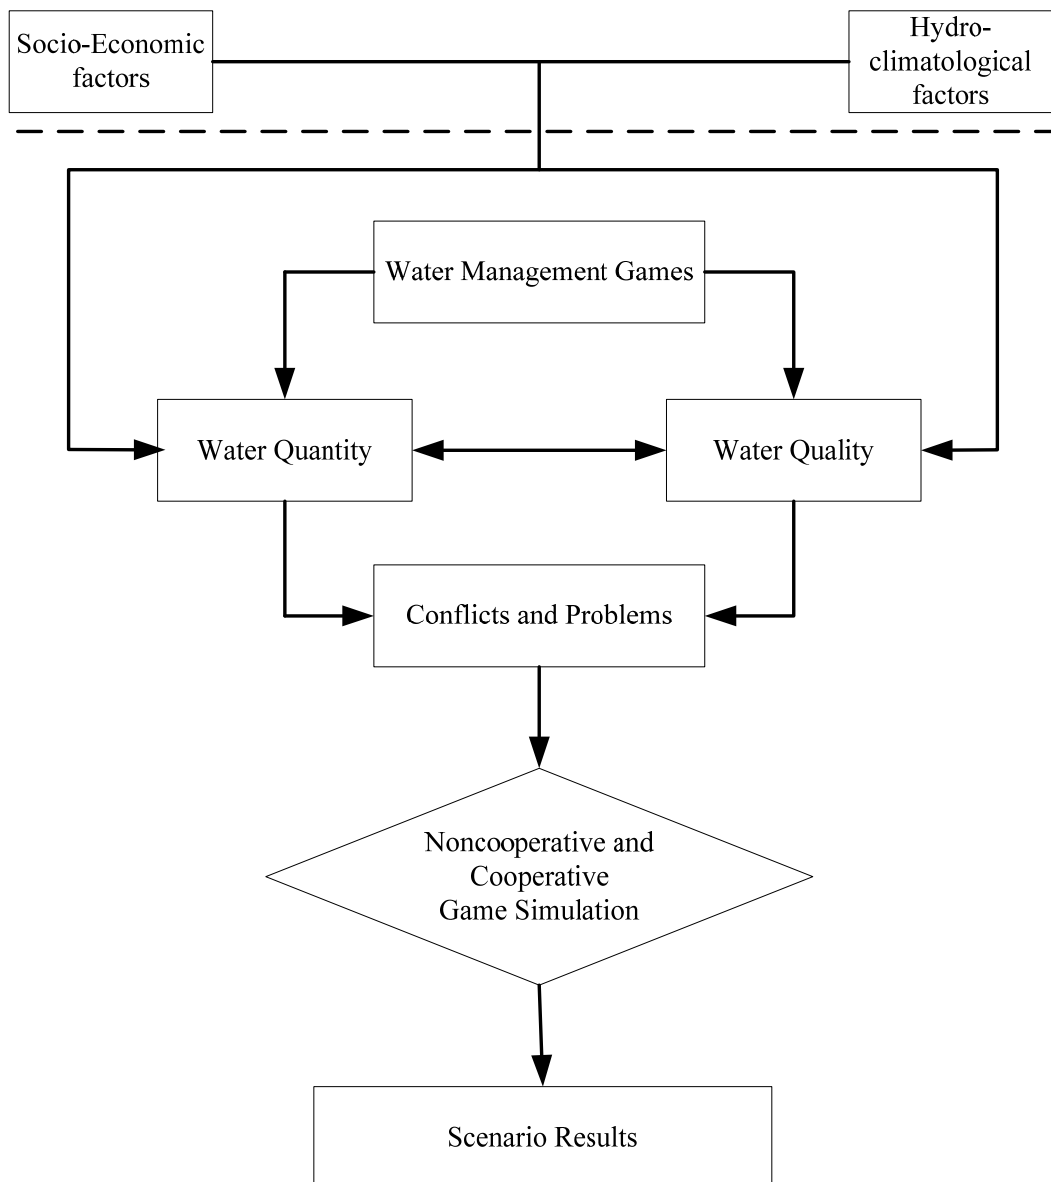 Socio-Economic
factors
Hydro-
climatological
factors
Water Management Games
Water Quantity
Water Quality
Conflicts and Problems
Noncooperative and
Cooperative
Game Simulation
Scenario Results